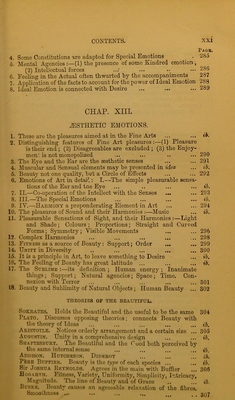 CONTENTS. xxi
PAGE.
4. Some Constitutions are adapted for Special Emotions . 285
5. Mental Agencies:—(1) the presence of some Kindred emotion,
(2) Intellectual forces ... ... ... 286
6. Feeling in the Actual often thwarted by the accompaniments 287
7. Application of the facts to account for the power of Ideal Emotion 288
8. Ideal Emotion is connected with Desire ... ... ... 289
CHAP. XIII.
ÆSTHETIC EMOTIONS.
1. These are the pleasures aimed at in the Fine Arts ... ib.
2. Distinguishing features of Fine Art pleasures:—(1) Pleasure
is their end; (2) Disagreeables are excluded; (3) the Enjoy-
ment is not monopolized ... ... ... 290
3. The Eye and the Ear are the æsthetic senses ... ... 291
4. Muscular and Sensual elements may be presented in idea ib.
5. Beauty not one quality, but a Circle of Effects ... ... 292
6. Emotions of Art in detail: I.—The simple pleasurable sensa-
tions of the Ear and the Eye ... ... ib.
7. II.—Co-operation of the Intellect with the Senses ... 293
8. III.—The Special Emotions ... ... ... ib.
9. IV.—HARMONY a preponderating Element in Art ... 294
10. The pleasures of Sound and their Harmonies:—Music ... ib.
11. Pleasurable Sensations of Sight, and their Harmonies:—Light
and Shade; Colour; Proportions; Straight and Curved
Forms; Symmetry; Visible Movements ... 296
12. Complex Harmonies ... ... ... 298
13. Fitness as a source of Beauty; Support; Order ... ib.
14. Unity in Diversity ... ... ... 300
15. It is a principle in Art, to leave something to Desire ... ib.
16. The Feeling of Beauty has great latitude ... ... ib.
17. The SUBLIME:—its definition; Human energy; Inanimate
things; Support; Natural agencies; Space; Time. Con-
nexion with Terror ... ... ... 301
18. Beauty and Sublimity of Natural Objects; Human Beauty ... 302
THEORIES OF THE BEAUTIFUL.
SOKRATES. Holds the Beautiful and the useful to be the same 304
PLATO. Discusses opposing theories; connects Beauty with
the theory of Ideas ... ... ... ib.
ARISTOTLE. Notices orderly arrangement and a certain size ... 305
AUGUSTIN. Unity in a comprehensive design
SHAFTESBURY. The Beautiful and the Good both perceived by
the same internal sense ... ... ib.
ADDISON. HUTCHESON. DIDEROT ... ... ib.
PERE BUFFIER. Beauty is the type of each species ... ib.
SIR JOSHUA REYNOLDS. Agrees in the main with Buffier 306
HOGARTH. Fitness, Variety, Uniformity, Simplicity, Intricacy,
Magnitude. The line of Beauty and of Grace ... ib.
BURKE. Beauty causes an agreeable relaxation of the fibres.
Smoothness ... ... ... 307